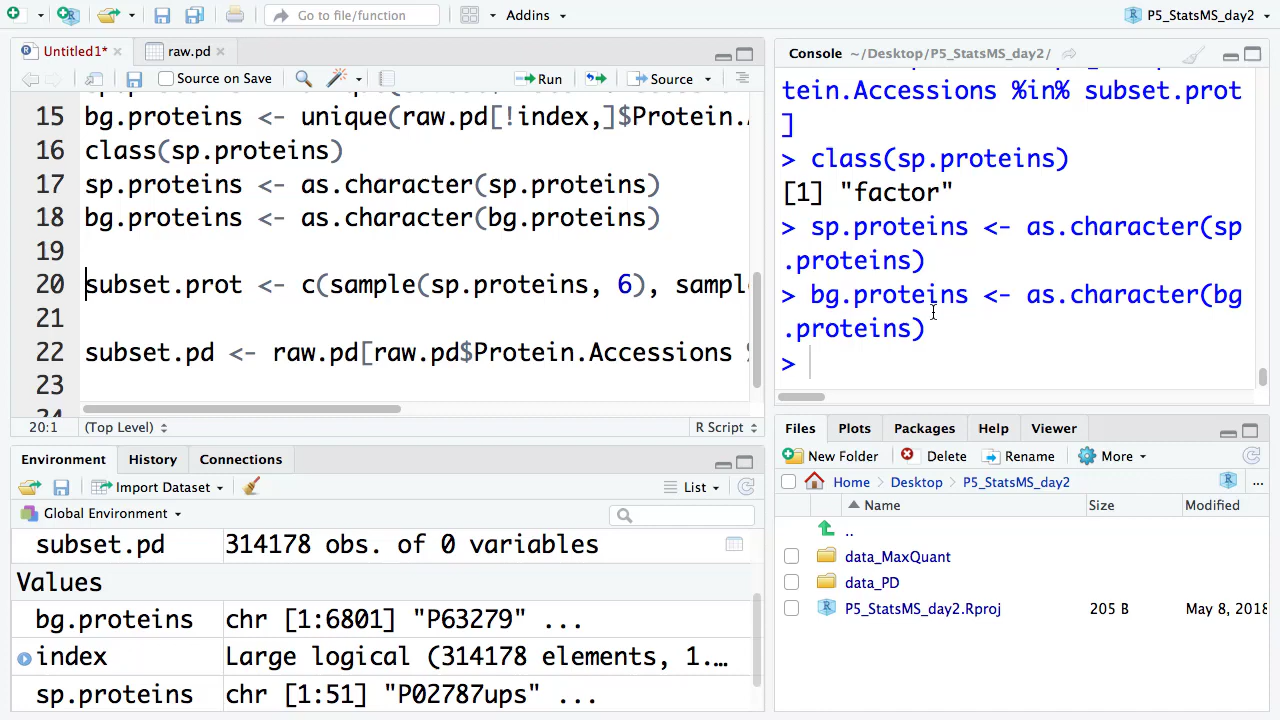 Go to file/function
Addins
P5_StatsMS_day2
Untitled1*
raw.pd
Source on Save
Run
Source
15 bg.proteins <- unique(raw.pd[!index,]$Protein.
16 class(sp.proteins)
17 sp.proteins <- as.character(sp.proteins)
18 bg.proteins <- as.character(bg.proteins)
19
20 subset.prot <- c(sample(sp.proteins, 6), sampl
21
22 subset.pd <- raw.pd[raw.pd$Protein.Accessions
23
20:1
(Top Level)
R Script
Environment
History
Connections
Import Dataset
List
Global Environment
subset.pd 314178 obs. of 0 variables
Values
bg.proteins chr [1:6801] "P63279" ...
index Large logical (314178 elements, 1.…
sp.proteins chr [1:51] "P02787ups" ...
Console ~/Desktop/P5_StatsMS_day2/
tein.Accessions %in% subset.prot
]
> class(sp.proteins)
[1] "factor"
> sp.proteins <- as.character(sp
.proteins)
> bg.proteins <- as.character(bg
.proteins)
>
Files
Plots
Packages
Help
Viewer
New Folder
Delete
Rename
More
Home
Desktop
P5_StatsMS_day2
...
Name
Size
Modified
..
data_MaxQuant
data_PD
P5_StatsMS_day2.Rproj 205 B May 8, 2018